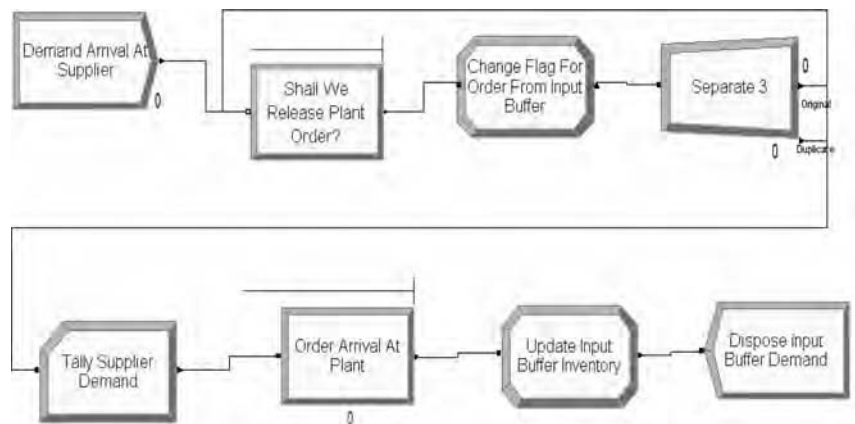 Demand Arrival At
Supplier
0
Shall We
Release Plant
Order?
Change Flag For
Order From Input
Buffer
Separate 3
0
Original
0
Duplicate
Tally Supplier
Demand
Order Arrival At
Plant
0
Update Input
Buffer Inventory
Dispose Input
Buffer Demand